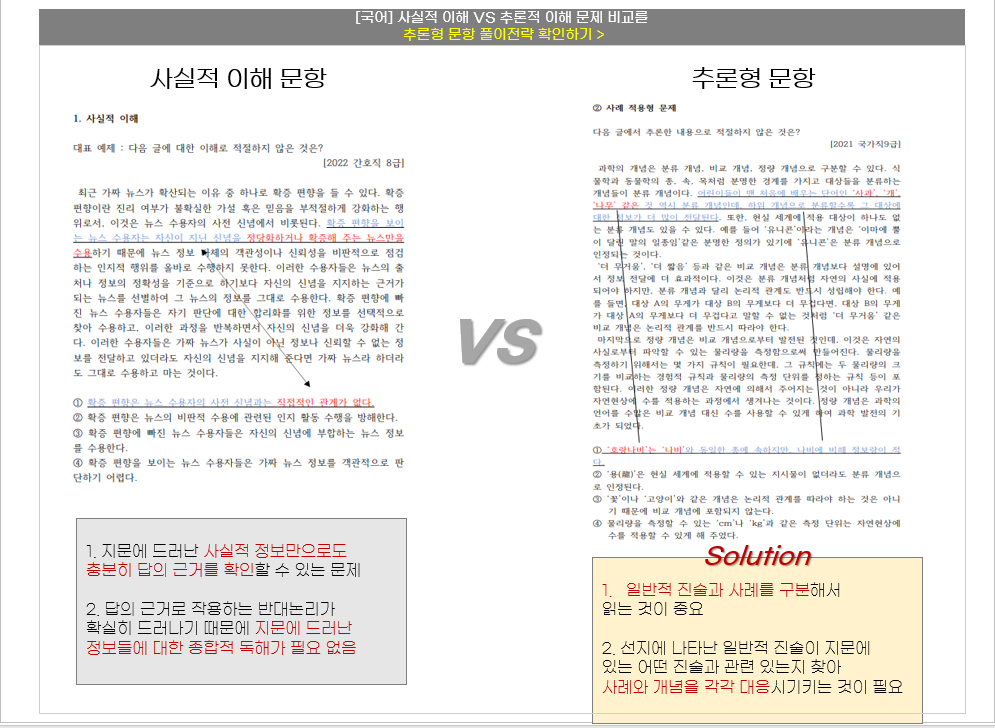 [국어] 사실적 이해 VS 추론적 이해 문제 비교를
추론형 문항 풀이전략 확인하기 >
사실적 이해 문항
1. 사실적 이해
대표 예제 : 다음 글에 대한 이해로 적절하지 않은 것은?
[2022 간호직 8급]
최근 가짜 뉴스가 확산되는 이유 중 하나로 확증 편향을 들 수 있다. 확증
편향이란 진리 여부가 불확실한 가설 혹은 믿음을 부적절하게 강화하는 행
위로서, 이것은 뉴스 수용자의 사전 신념에서 비롯된다. 확증 편향을 보이
는 뉴스 수용자는 자신이 지닌 신념을 정당화하거나 확증해 주는 뉴스만을
수용하기 때문에 뉴스 정보 자체의 객관성이나 신뢰성을 비판적으로 점검
하는 인지적 행위를 올바로 수행하지 못한다. 이러한 수용자들은 뉴스의 출
처나 정보의 정확성을 기준으로 하기보다 자신의 신념을 지지하는 근거가
되는 뉴스를 선별하여 그 뉴스의 정보를 그대로 수용한다. 확증 편향에 빠
진 뉴스 수용자들은 자기 판단에 대한 합리화를 위한 정보를 선택적으로
찾아 수용하고, 이러한 과정을 반복하면서 자신의 신념을 더욱 강화해 간
다. 이러한 수용자들은 가짜 뉴스가 사실이 아닌 정보나 신뢰할 수 없는 정
보를 전달하고 있더라도 자신의 신념을 지지해 준다면 가짜 뉴스라 하더라
도 그대로 수용하고 마는 것이다.
① 확증 편향은 뉴스 수용자의 사전 신념과는 직접적인 관계가 없다.
② 확증 편향은 뉴스의 비판적 수용에 관련된 인지 활동 수행을 방해한다.
③ 확증 편향에 빠진 뉴스 수용자들은 자신의 신념에 부합하는 뉴스 정보
를 수용한다.
④ 확증 편향을 보이는 뉴스 수용자들은 가짜 뉴스 정보를 객관적으로 판
단하기 어렵다.
1. 지문에 드러난 사실적 정보만으로도
충분히 답의 근거를 확인할 수 있는 문제
2. 답의 근거로 작용하는 반대논리가
확실히 드러나기 때문에 지문에 드러난
정보들에 대한 종합적 독해가 필요 없음
VS
추론형 문항
② 사례 적용형 문제
다음 글에서 추론한 내용으로 적절하지 않은 것은?
[2021 국가직9급]
과학의 개념은 분류 개념, 비교 개념, 정량 개념으로 구분할 수 있다. 식
물학과 동물학의 종, 속, 목처럼 분명한 경계를 가지고 대상들을 분류하는
개념들이 분류 개념이다. 어린이들이 맨 처음에 배우는 단어인 '사과', '개',
'나무' 같은 것 역시 분류 개념인데, 하위 개념으로 분류할수록 그 대상에
대한 정보가 더 많이 전달된다. 또한, 현실 세계에 적용 대상이 하나도 없
는 분류 개념도 있을 수 있다. 예를 들어 '유니콘'이라는 개념은 '이마에 뿔
이 달린 말의 일종임'같은 분명한 정의가 있기에 '유니콘'은 분류 개념으로
인정되는 것이다.
'더 무거움', '더 짧음' 등과 같은 비교 개념은 분류 개념보다 설명에 있어
서 정보 전달에 더 효과적이다. 이것은 분류 개념처럼 자연의 사실에 적용
되어야 하지만, 분류 개념과 달리 논리적 관계도 반드시 성립해야 한다. 예
를 들면, 대상 A의 무게가 대상 B의 무게보다 더 무겁다면, 대상 B의 무게
가 대상 A의 무게보다 더 무겁다고 말할 수 없는 것처럼 '더 무거움' 같은
비교 개념은 논리적 관계를 반드시 따라야 한다.
마지막으로 정량 개념은 비교 개념으로부터 발전된 것인데, 이것은 자연의
사실로부터 파악할 수 있는 물리량을 측정함으로써 만들어진다. 물리량을
측정하기 위해서는 몇 가지 규칙이 필요한데, 그 규칙에는 두 물리량의 크
기를 비교하는 경험적 규칙과 물리량의 측정 단위를 정하는 규칙 등이 포
함된다. 이러한 정량 개념은 자연에 의해서 주어지는 것이 아니라 우리가
자연현상에 수를 적용하는 과정에서 생겨나는 것이다. 정량 개념은 과학의
언어를 수많은 비교 개념 대신 수를 사용할 수 있게 하여 과학 발전의 기
초가 되었다.
① '호랑나비'는 '나비'와 동일한 종에 속하지만, 나비에 비해 정보량이 적
다.
② '용(龍)'은 현실 세계에 적용할 수 있는 지시물이 없더라도 분류 개념으
로 인정된다.
③ '꽃'이나 '고양이'와 같은 개념은 논리적 관계를 따라야 하는 것은 아니
기 때문에 비교 개념에 포함되지 않는다.
④ 물리량을 측정할 수 있는 'cm'나 'kg'과 같은 측정 단위는 자연현상에
수를 적용할 수 있게 해 주었다.
Solution
1. 일반적 진술과 사례를 구분해서
읽는 것이 중요
2. 선지에 나타난 일반적 진술이 지문에
있는 어떤 진술과 관련 있는지 찾아
사례와 개념을 각각 대응시기키는 것이 필요